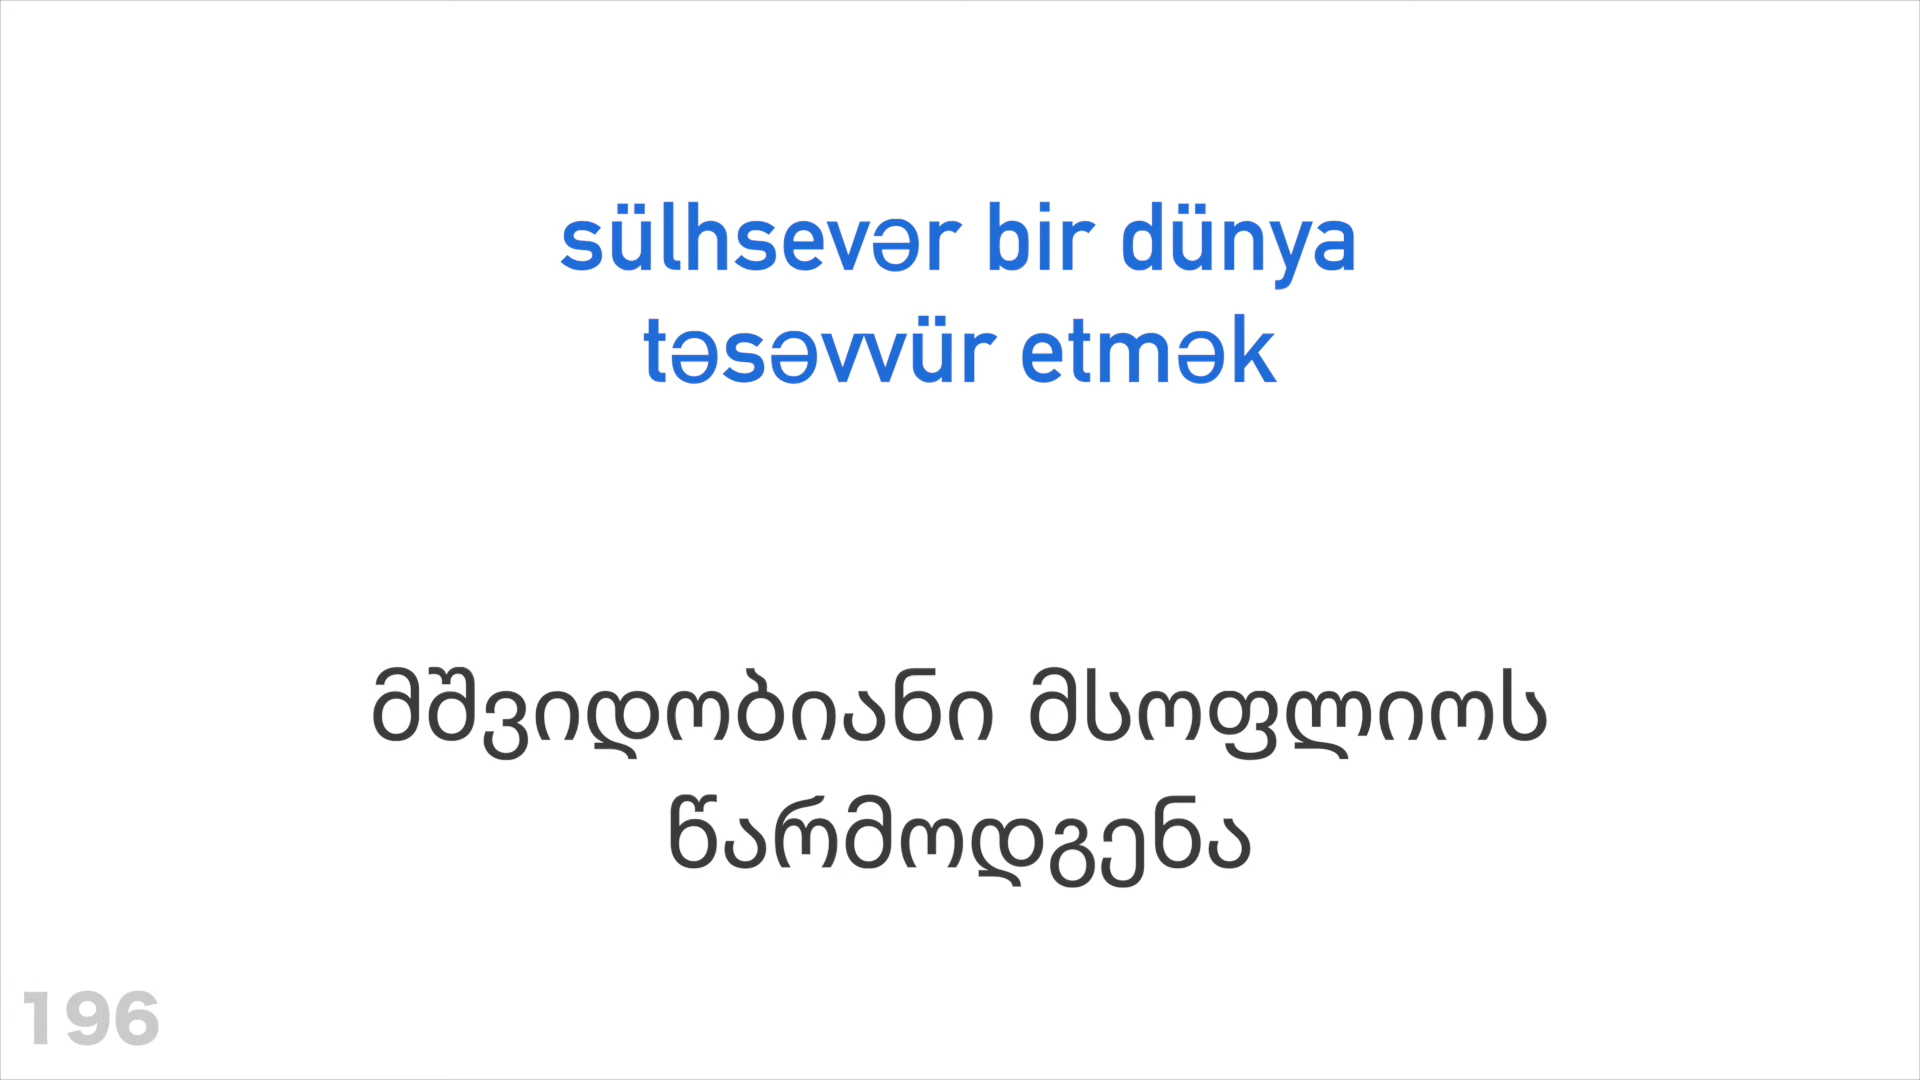 sülhsevər bir dünya
təsəvvür etmək
მშვიდობიანი მსოფლიოს
წარმოდგენა
196